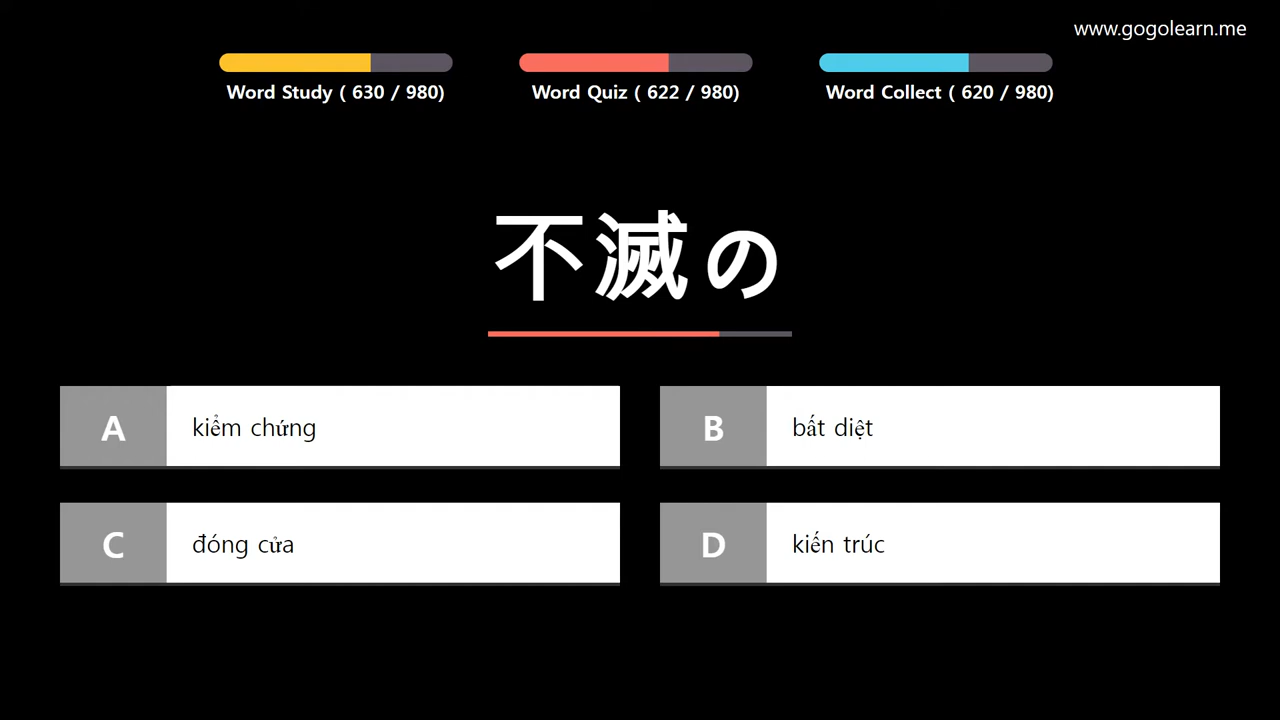 www.gogolearn.me
Word Study ( 630 / 980)
Word Quiz ( 622 / 980)
Word Collect ( 620 / 980)
不滅の
A kiểm chứng
B bất diệt
C đóng cửa
D kiến trúc